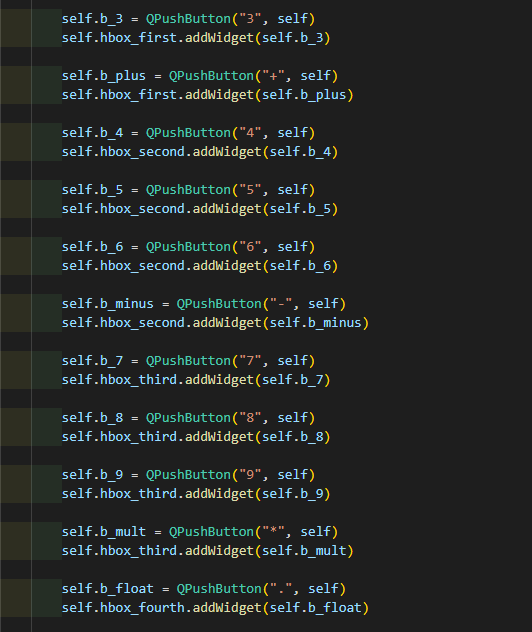 self.b_3 = QPushButton("3", self)
self.hbox_first.addWidget(self.b_3)
self.b_plus = QPushButton("+", self)
self.hbox_first.addWidget(self.b_plus)
self.b_4 = QPushButton("4", self)
self.hbox_second.addWidget(self.b_4)
self.b_5 = QPushButton("5", self)
self.hbox_second.addWidget(self.b_5)
self.b_6 = QPushButton("6", self)
self.hbox_second.addWidget(self.b_6)
self.b_minus = QPushButton("-", self)
self.hbox_second.addWidget(self.b_minus)
self.b_7 = QPushButton("7", self)
self.hbox_third.addWidget(self.b_7)
self.b_8 = QPushButton("8", self)
self.hbox_third.addWidget(self.b_8)
self.b_9 = QPushButton("9", self)
self.hbox_third.addWidget(self.b_9)
self.b_mult = QPushButton("*", self)
self.hbox_third.addWidget(self.b_mult)
self.b_float = QPushButton(".", self)
self.hbox_fourth.addWidget(self.b_float)